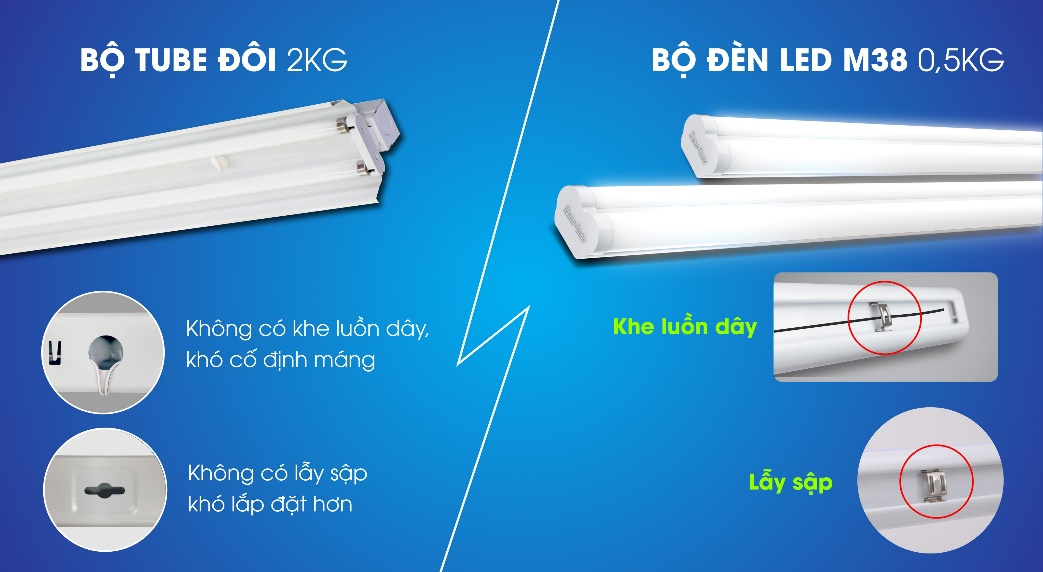 BỘ TUBE ĐÔI 2KG
BỘ ĐÈN LED M38 0,5KG
Không có khe luồn dây,
khó cố định máng
Khe luồn dây
Không có lẫy sập
khó lắp đặt hơn
Lẫy sập